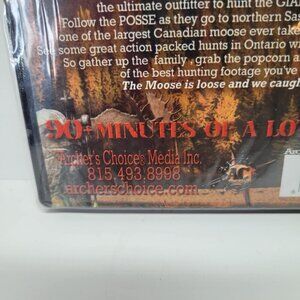 the ultimate outfitter to hunt the GIA
Follow the POSSE as they go to northern Sas
one of the largest Canadian moose ever take
See some great action packed hunts in Ontario w
So gather up the family, grab the popcorn a
of the best hunting footage you've
The Moose is loose and we caugh
90+ MINUTES OF A LO
Archer's Choice® Media Inc.
815.493.8998
archerschoice.com